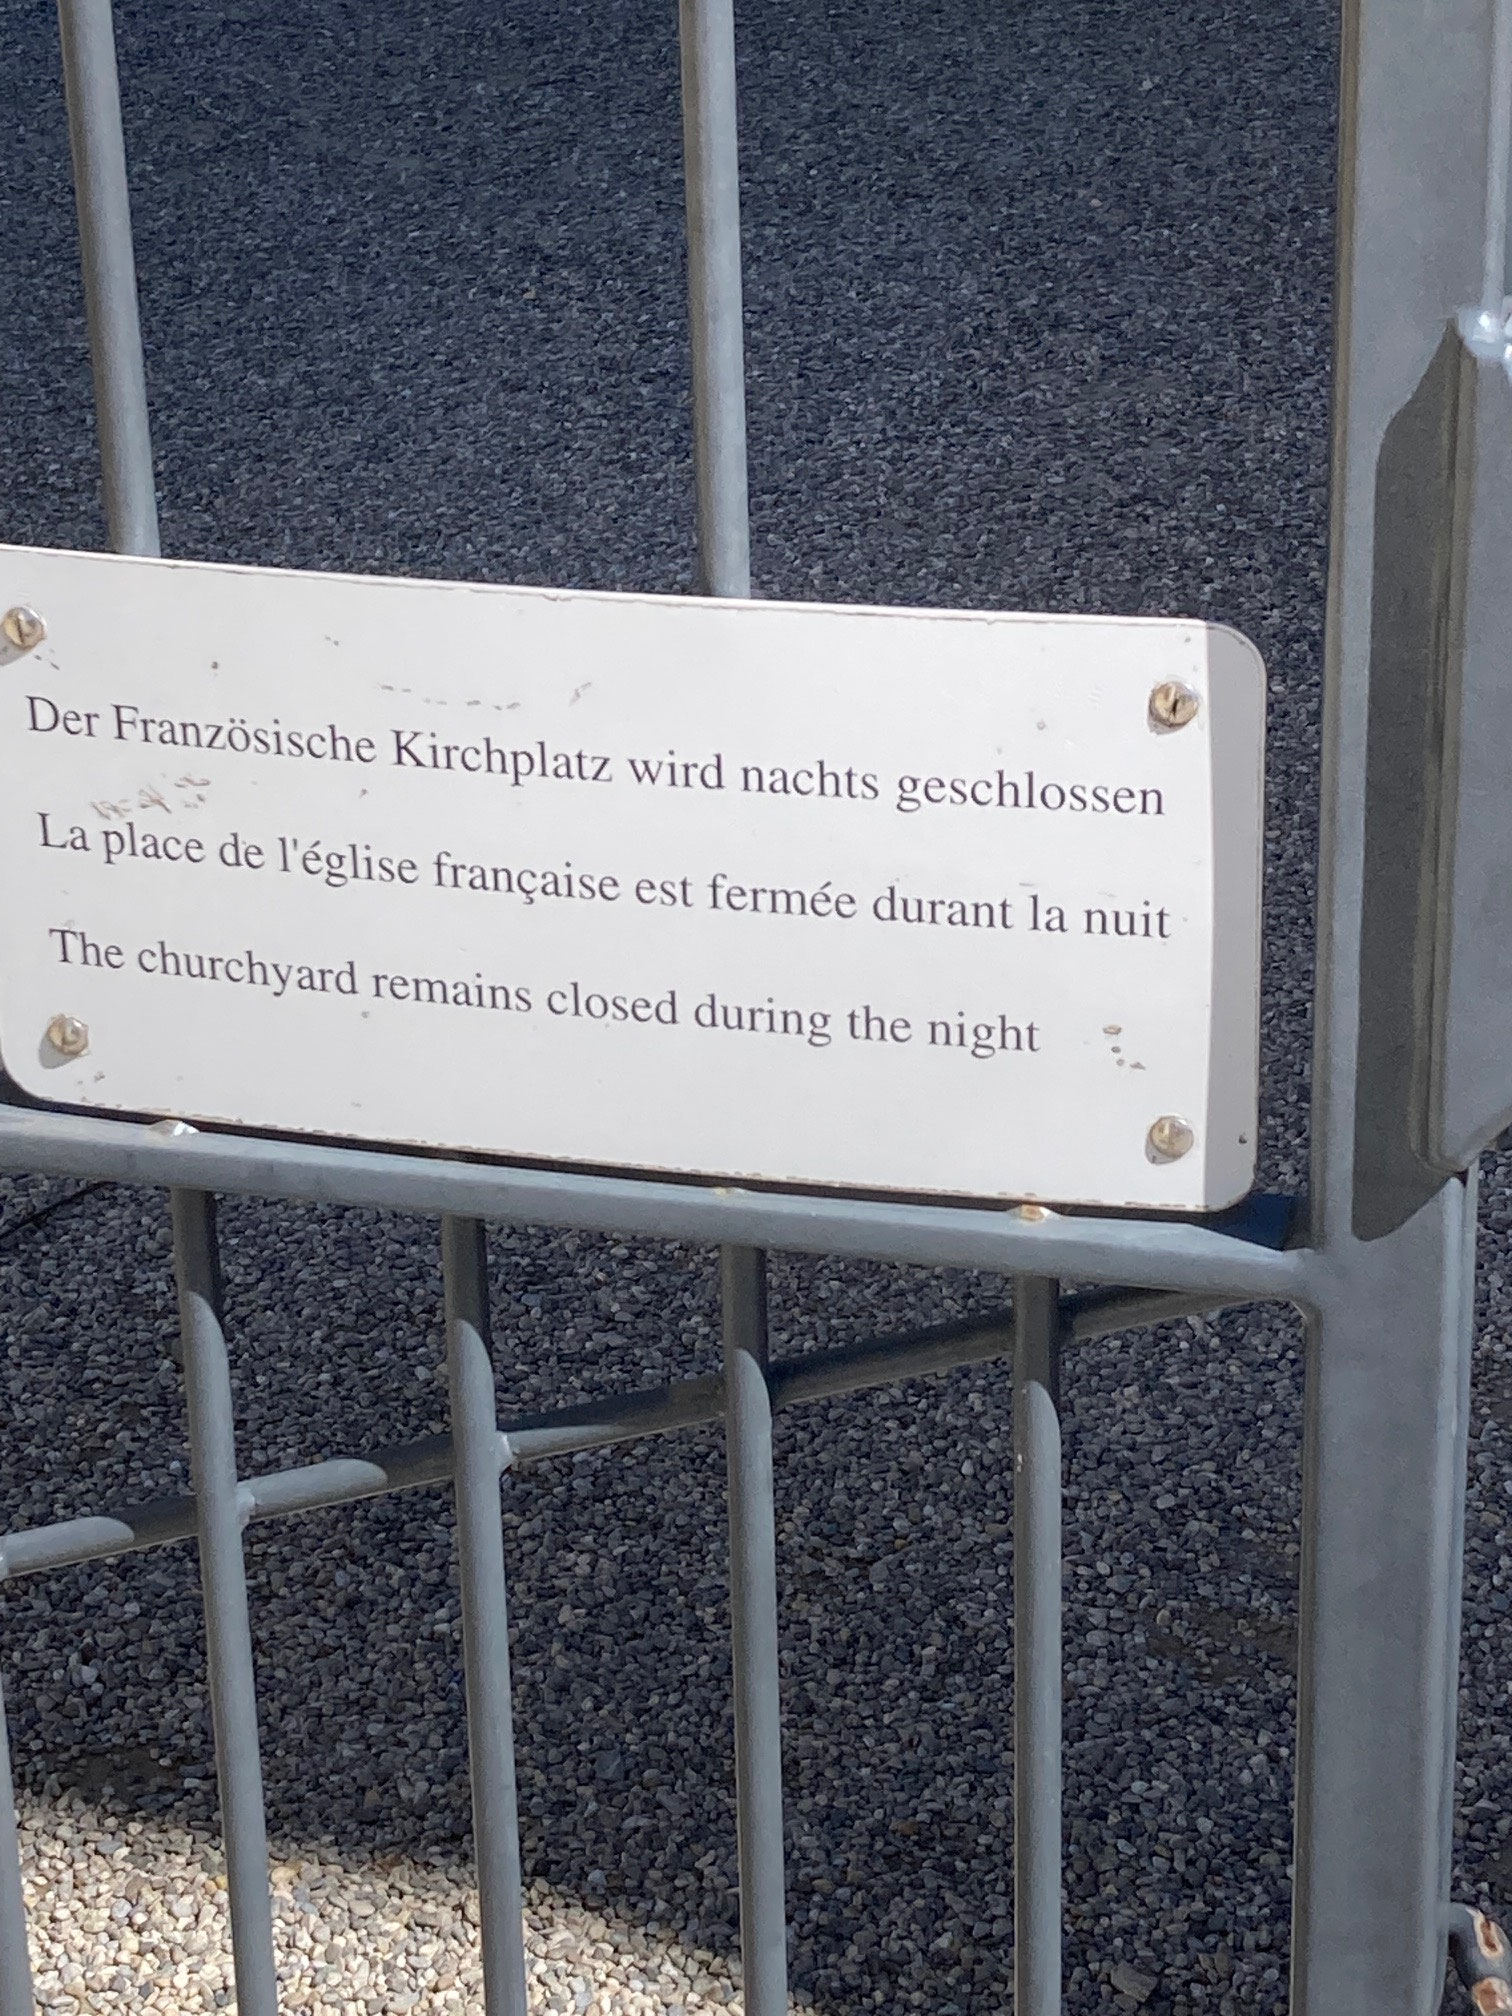 Der Französische Kirchplatz wird nachts geschlossen
La place de l'église française est fermée durant la nuit
The churchyard remains closed during the night